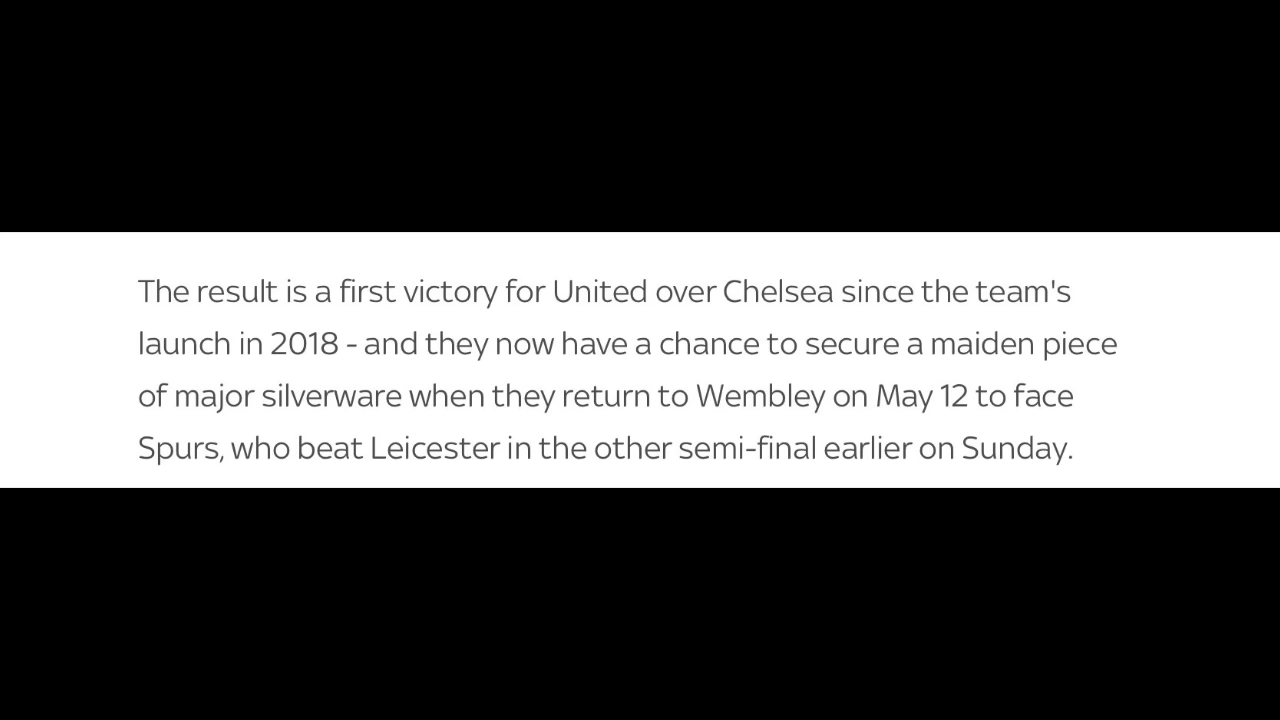 The result is a first victory for United over Chelsea since the team's
launch in 2018 - and they now have a chance to secure a maiden piece
of major silverware when they return to Wembley on May 12 to face
Spurs, who beat Leicester in the other semi-final earlier on Sunday.